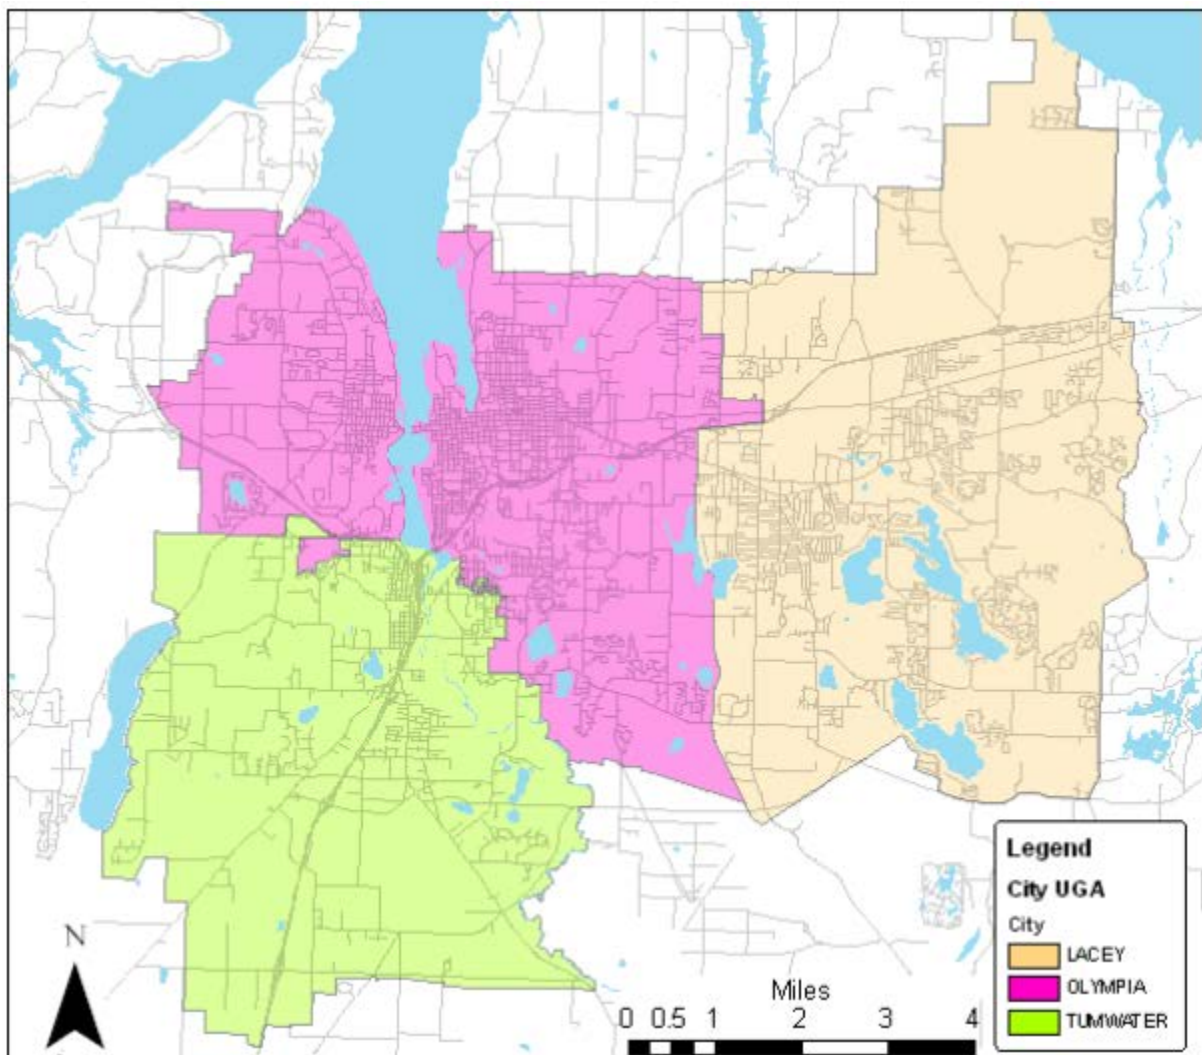 Legend
City UGA
City
LACEY
OLYMPIA
TUMWATER
N
Miles
0 0.5 1 2 3 4